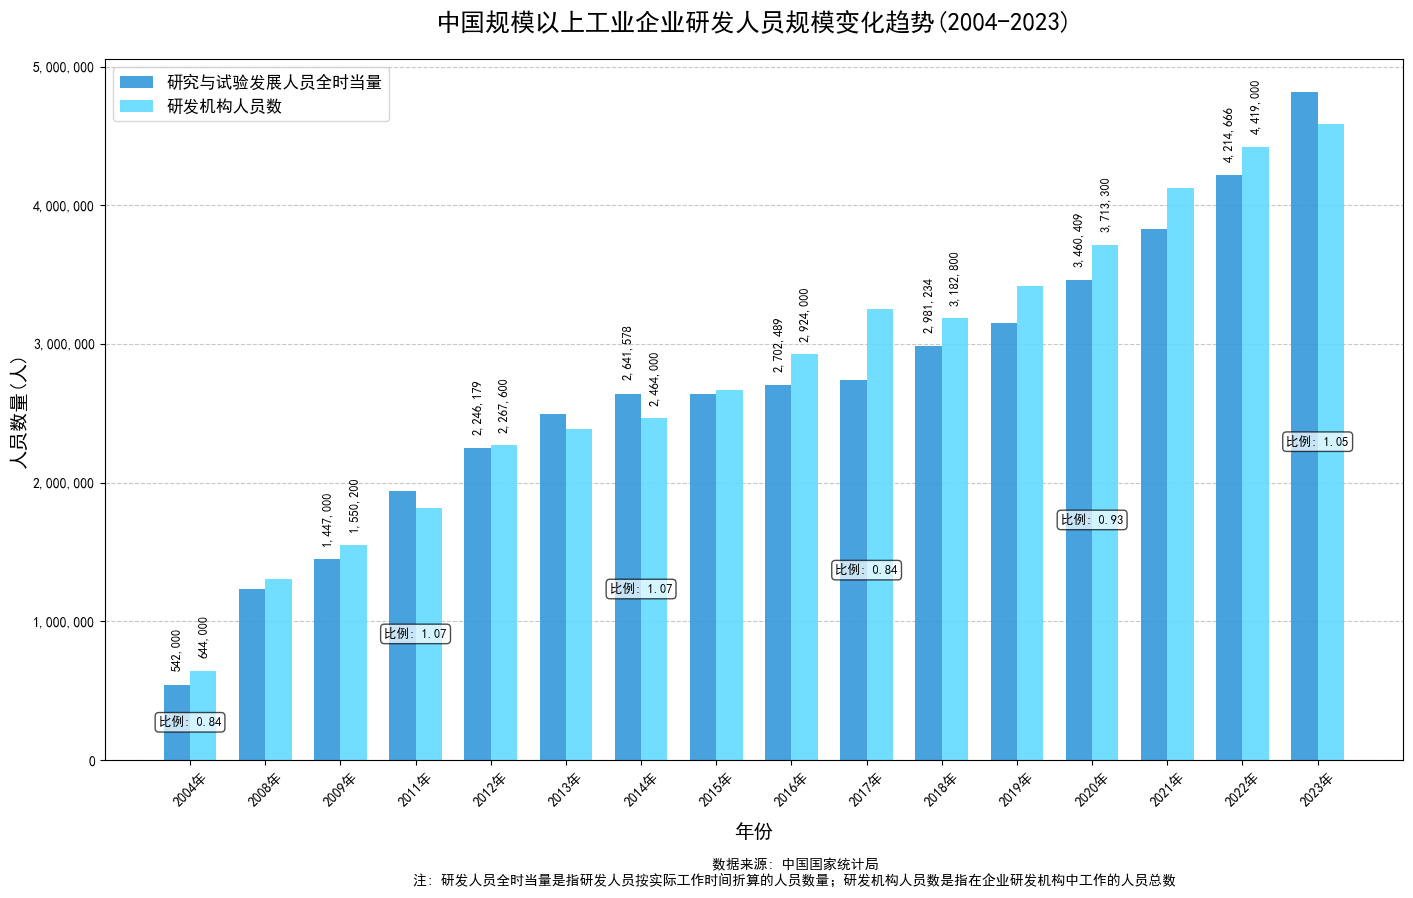 中国规模以上工业企业研发人员规模变化趋势(2004-2023)
研究与试验发展人员全时当量
研发机构人员数
人员数量(人)
5,000,000
4,000,000
3,000,000
2,000,000
1,000,000
0
542,000
644,000
1,447,000
1,550,200
2,246,179
2,267,600
2,641,578
2,464,000
2,702,489
2,924,000
2,981,234
3,182,800
3,460,409
3,713,300
4,214,666
4,419,000
比例: 0.84
比例: 1.07
比例: 1.07
比例: 0.84
比例: 0.93
比例: 1.05
2004年
2008年
2009年
2011年
2012年
2013年
2014年
2015年
2016年
2017年
2018年
2019年
2020年
2021年
2022年
2023年
年份
数据来源: 中国国家统计局
注: 研发人员全时当量是指研发人员按实际工作时间折算的人员数量；研发机构人员数是指在企业研发机构中工作的人员总数